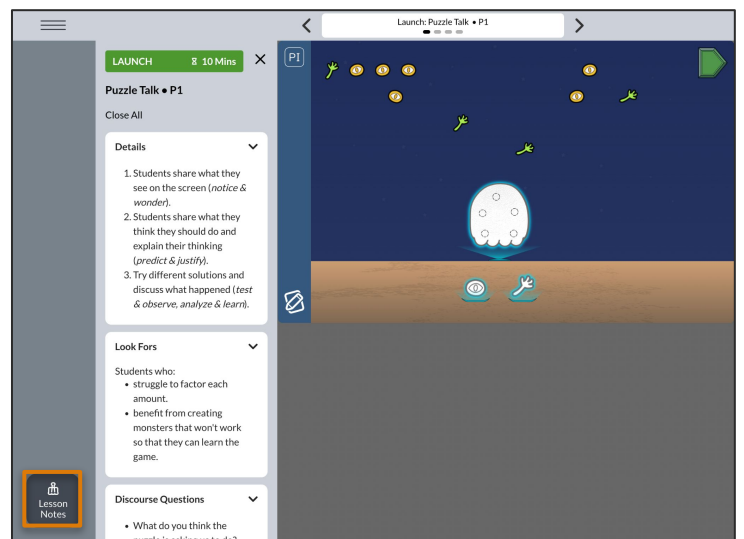 Launch: Puzzle Talk • P1
LAUNCH 10 Mins
PI
Puzzle Talk • P1
Close All
Details
1. Students share what they
see on the screen (notice &
wonder).
2. Students share what they
think they should do and
explain their thinking
(predict & justify).
3. Try different solutions and
discuss what happened (test
& observe, analyze & learn).
Look Fors
Students who:
• struggle to factor each
amount.
• benefit from creating
monsters that won't work
so that they can learn the
game.
Discourse Questions
• What do you think the
Lesson
Notes